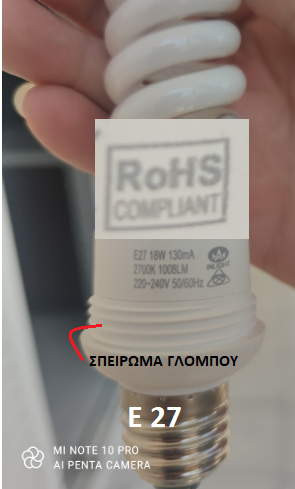 RoHS
COMPLIANT
E27 18W 130mA
2700K 1008LM
220-240V 50/60Hz
INLIGHT
ΣΠΕΙΡΩΜΑ ΓΛΟΜΠΟΥ
E 27
MI NOTE 10 PRO
AI PENTA CAMERA